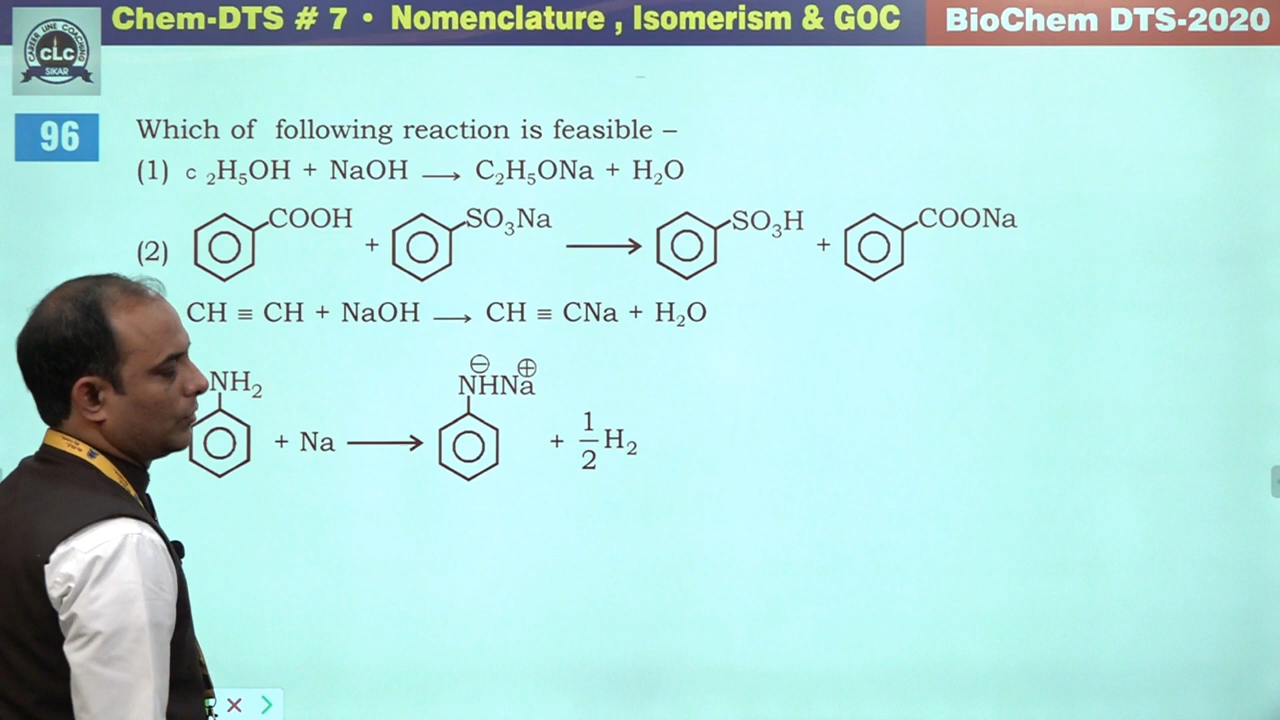 Chem-DTS # 7 • Nomenclature , Isomerism & GOC
BioChem DTS-2020
CAREER LINE COACHING
CLC
SIKAR
96
Which of following reaction is feasible –
(1) c ₂H₅OH + NaOH ⟶ C₂H₅ONa + H₂O
(2) COOH + SO₃Na ⟶ SO₃H + COONa
CH ≡ CH + NaOH ⟶ CH ≡ CNa + H₂O
NH₂ + Na ⟶ NHNa ⊖ ⊕ + 1/2 H₂